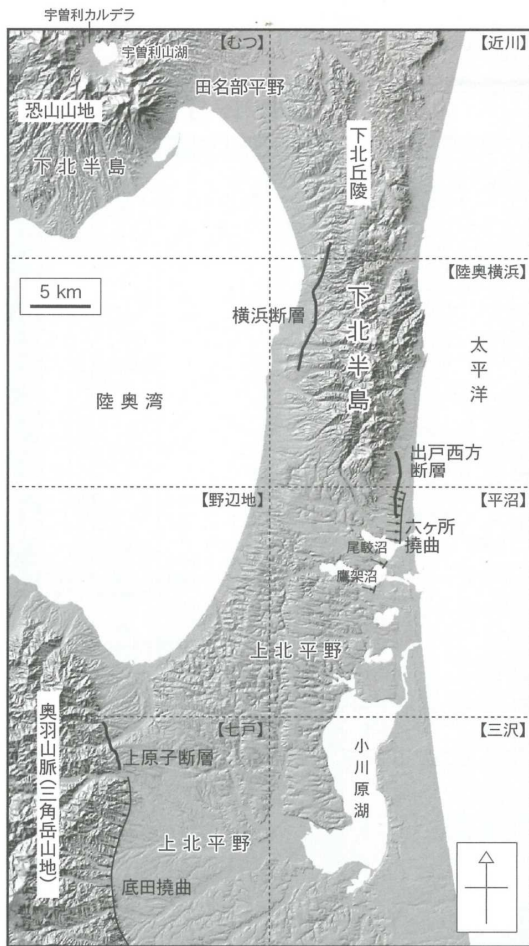 宇曽利カルデラ
【むつ】
【近川】
宇曽利山湖
田名部平野
恐山山地
下北半島
下北丘陵
【陸奥横浜】
5 km
横浜断層
下北半島
太平洋
陸奥湾
出戸西方
断層
【野辺地】
【平沼】
六ヶ所
撓曲
尾駮沼
鷹架沼
上北平野
奥羽山脈(三角岳山地)
【七戸】
【三沢】
上原子断層
小川原湖
上北平野
底田撓曲